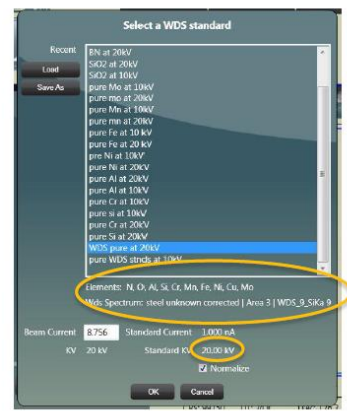 Select a WDS standard
Recent
Load
Save As
BN at 20kV
SiO2 at 20kV
SiO2 at 10kV
pure Mo at 10kV
pure mo at 20kV
pure Mn at 10kV
pure mn at 20kV
pure Fe at 10 kV
pure Fe at 20 kV
pre Ni at 10kV
pure Ni at 20kV
pure Al at 20kV
pure Al at 10kV
pure Cr at 10kV
pure si at 10kV
pure Cr at 20kV
pure Si at 20kV
WDS pure at 20kV
pure WDS stnds at 10kV
Elements: N, O, Al, Si, Cr, Mn, Fe, Ni, Cu, Mo
Wds Spectrum: steel unknown corrected | Area 3 | WDS_9_SiKa 9
Beam Current 8.756 Standard Current 1.000 nA
KV 20 kV Standard KV 20.00 kV
Normalize
OK Cancel